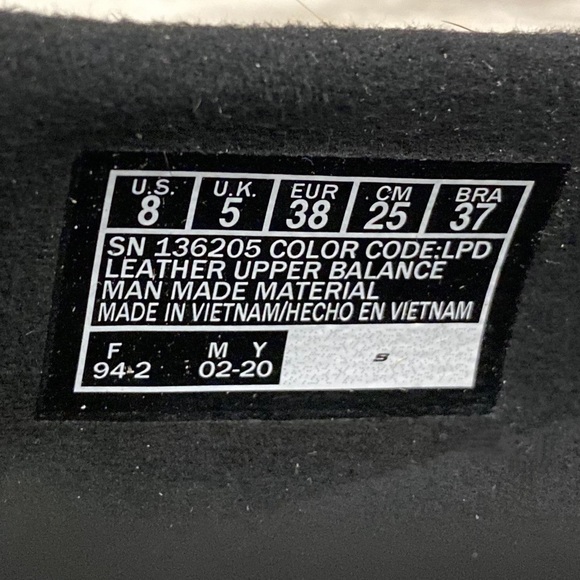 U.S. U.K. EUR CM BRA
8 5 38 25 37
SN 136205 COLOR CODE:LPD
LEATHER UPPER BALANCE
MAN MADE MATERIAL
MADE IN VIETNAM/HECHO EN VIETNAM
F M Y
94-2 02-20
S